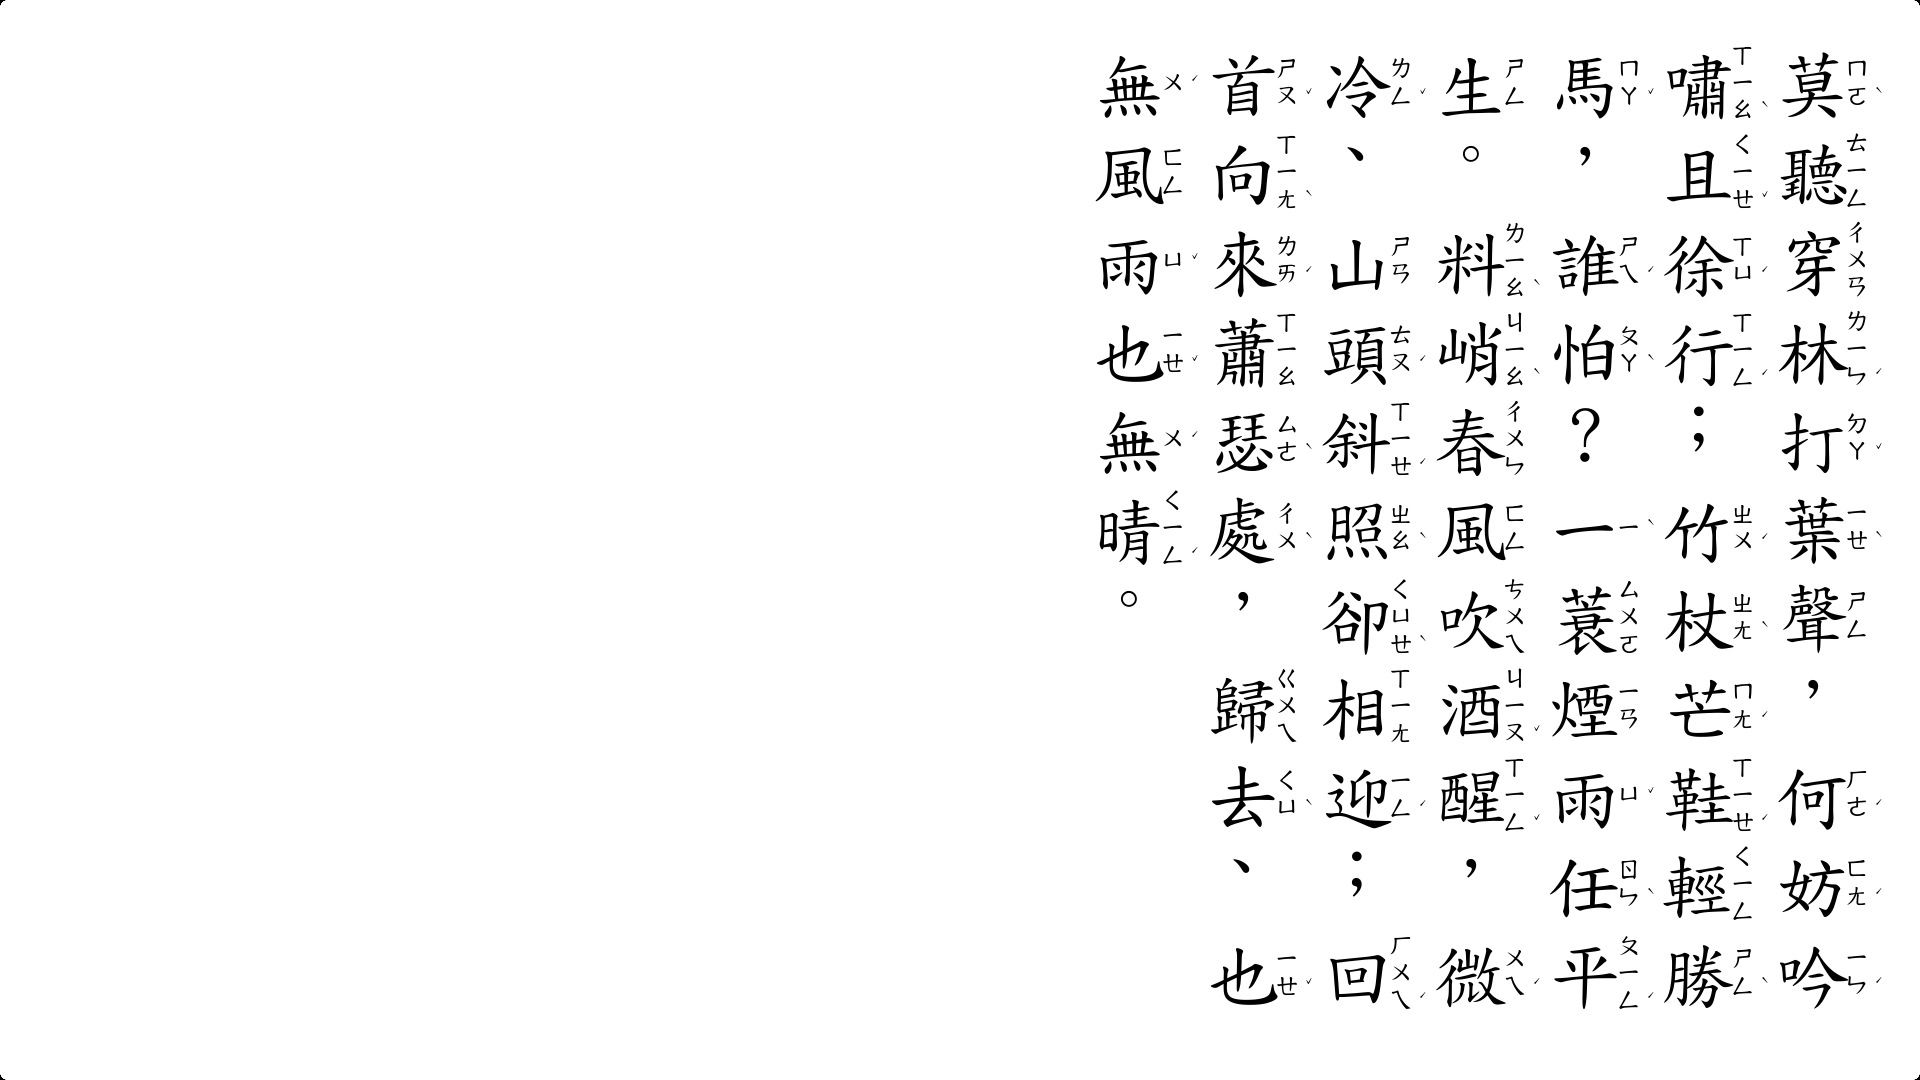 莫聽穿林打葉聲，何妨吟
嘯且徐行；竹杖芒鞋輕勝
馬，誰怕？一蓑煙雨任平
生。料峭春風吹酒醒，微
冷、山頭斜照卻相迎；回
首向來蕭瑟處，歸去、也
無風雨也無晴。